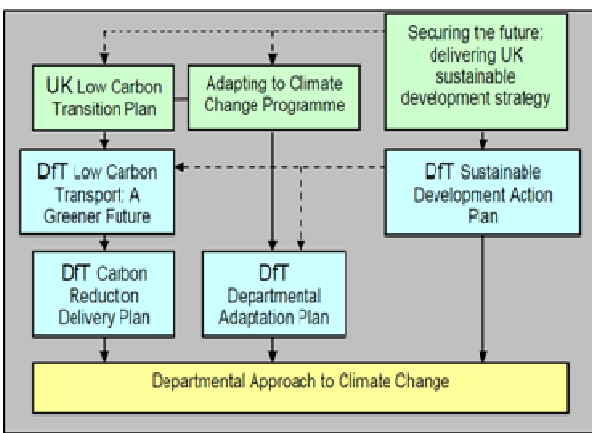 Securing the future:
delivering UK
sustainable
development strategy
UK Low Carbon
Transition Plan
Adapting to Climate
Change Programme
DfT Low Carbon
Transport: A
Greener Future
DfT Sustainable
Development Action
Plan
DfT Carbon
Reducton
Delivery Plan
DfT
Departmental
Adaptation Plan
Departmental Approach to Climate Change